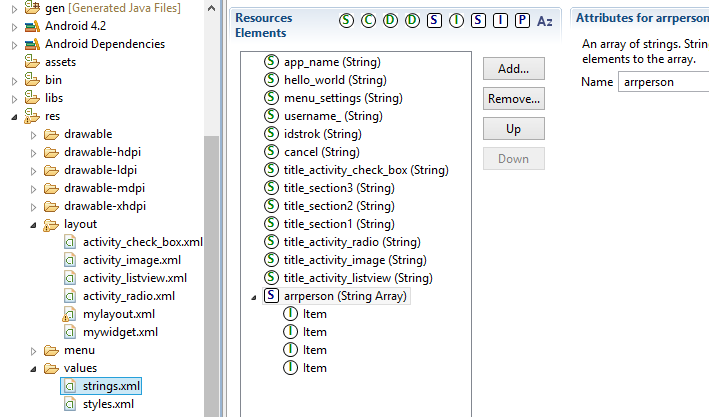 gen [Generated Java Files]
Android 4.2
Android Dependencies
assets
bin
libs
res
drawable
drawable-hdpi
drawable-ldpi
drawable-mdpi
drawable-xhdpi
layout
activity_check_box.xml
activity_image.xml
activity_listview.xml
activity_radio.xml
mylayout.xml
mywidget.xml
menu
values
strings.xml
styles.xml
Resources
Elements
S C D D S I S I P Az
S app_name (String)
S hello_world (String)
S menu_settings (String)
S username_ (String)
S idstrok (String)
S cancel (String)
S title_activity_check_box (String)
S title_section3 (String)
S title_section2 (String)
S title_section1 (String)
S title_activity_radio (String)
S title_activity_image (String)
S title_activity_listview (String)
S arrperson (String Array)
I Item
I Item
I Item
I Item
Add...
Remove...
Up
Down
Attributes for arrperson
An array of strings. Strin
elements to the array.
Name arrperson